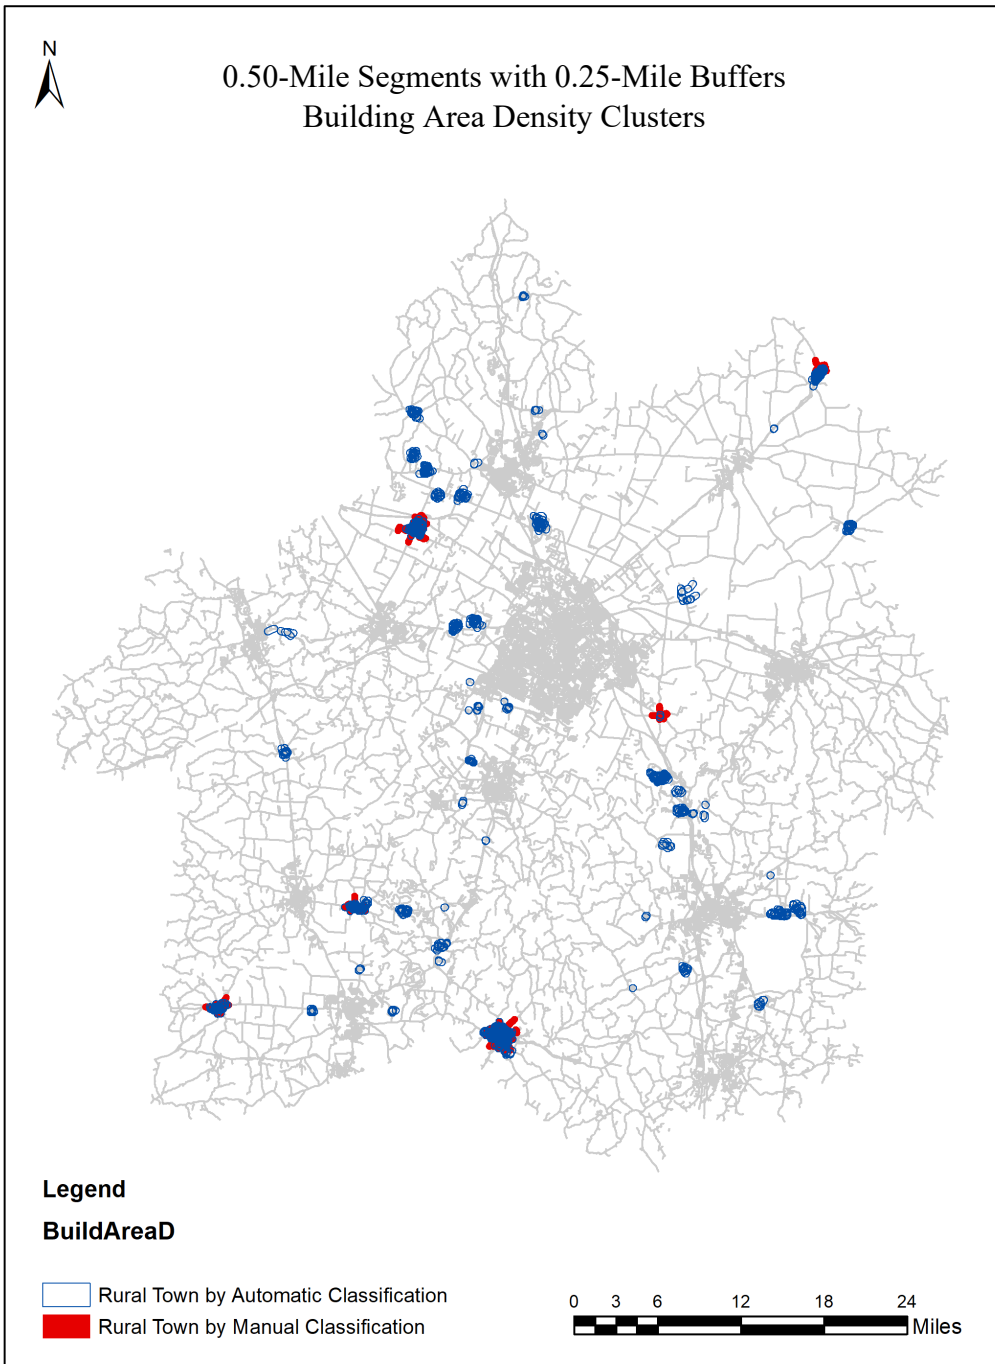 N
0.50-Mile Segments with 0.25-Mile Buffers
Building Area Density Clusters
Legend
BuildAreaD
Rural Town by Automatic Classification
Rural Town by Manual Classification
0 3 6 12 18 24
Miles